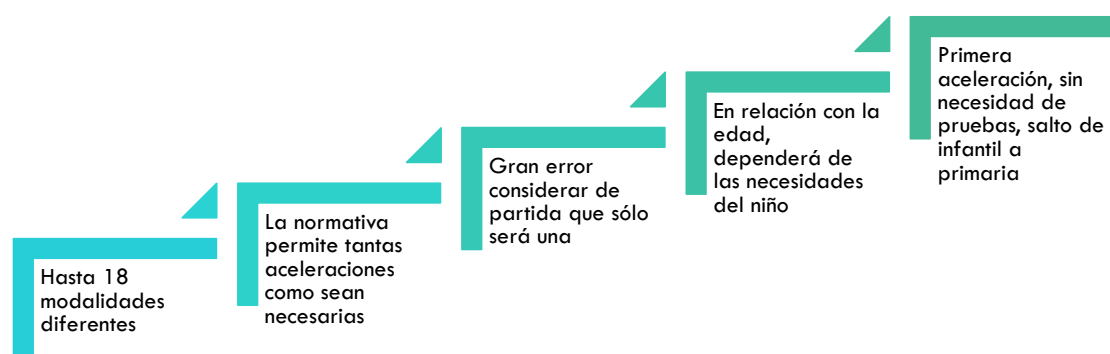 Hasta 18
modalidades
diferentes
La normativa
permite tantas
aceleraciones
como sean
necesarias
Gran error
considerar de
partida que sólo
será una
En relación con la
edad,
dependerá de
las necesidades
del niño
Primera
aceleración, sin
necesidad de
pruebas, salto de
infantil a
primaria